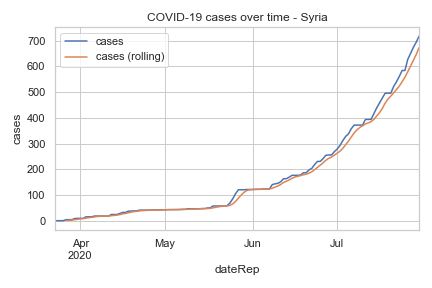 COVID-19 cases over time - Syria
cases
cases (rolling)
700
600
500
400
300
200
100
0
cases
Apr
2020
May
Jun
Jul
dateRep